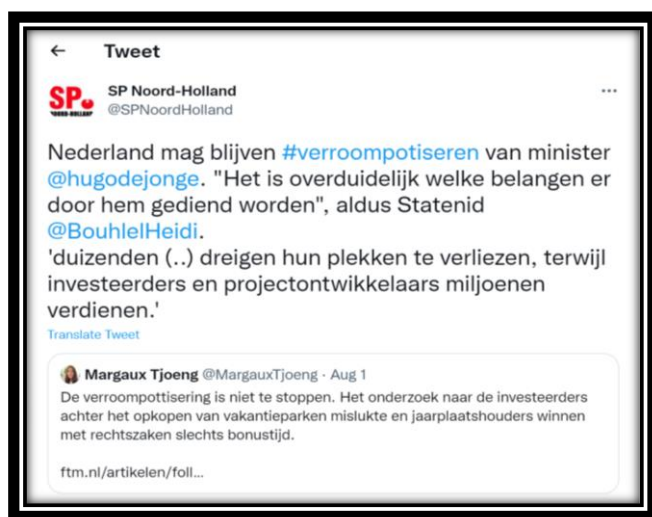 ← Tweet
SP.
NOORD-HOLLAND
SP Noord-Holland
@SPNoordHolland
...
Nederland mag blijven #verroompotiseren van minister
@hugodejonge. "Het is overduidelijk welke belangen er
door hem gediend worden", aldus Statenid
@BouhlelHeidi.
'duizenden (..) dreigen hun plekken te verliezen, terwijl
investeerders en projectontwikkelaars miljoenen
verdienen.'
Translate Tweet
Margaux Tjoeng @MargauxTjoeng · Aug 1
De verroompottisering is niet te stoppen. Het onderzoek naar de investeerders
achter het opkopen van vakantieparken mislukte en jaarplaatshouders winnen
met rechtszaken slechts bonustijd.
ftm.nl/artikelen/foll...